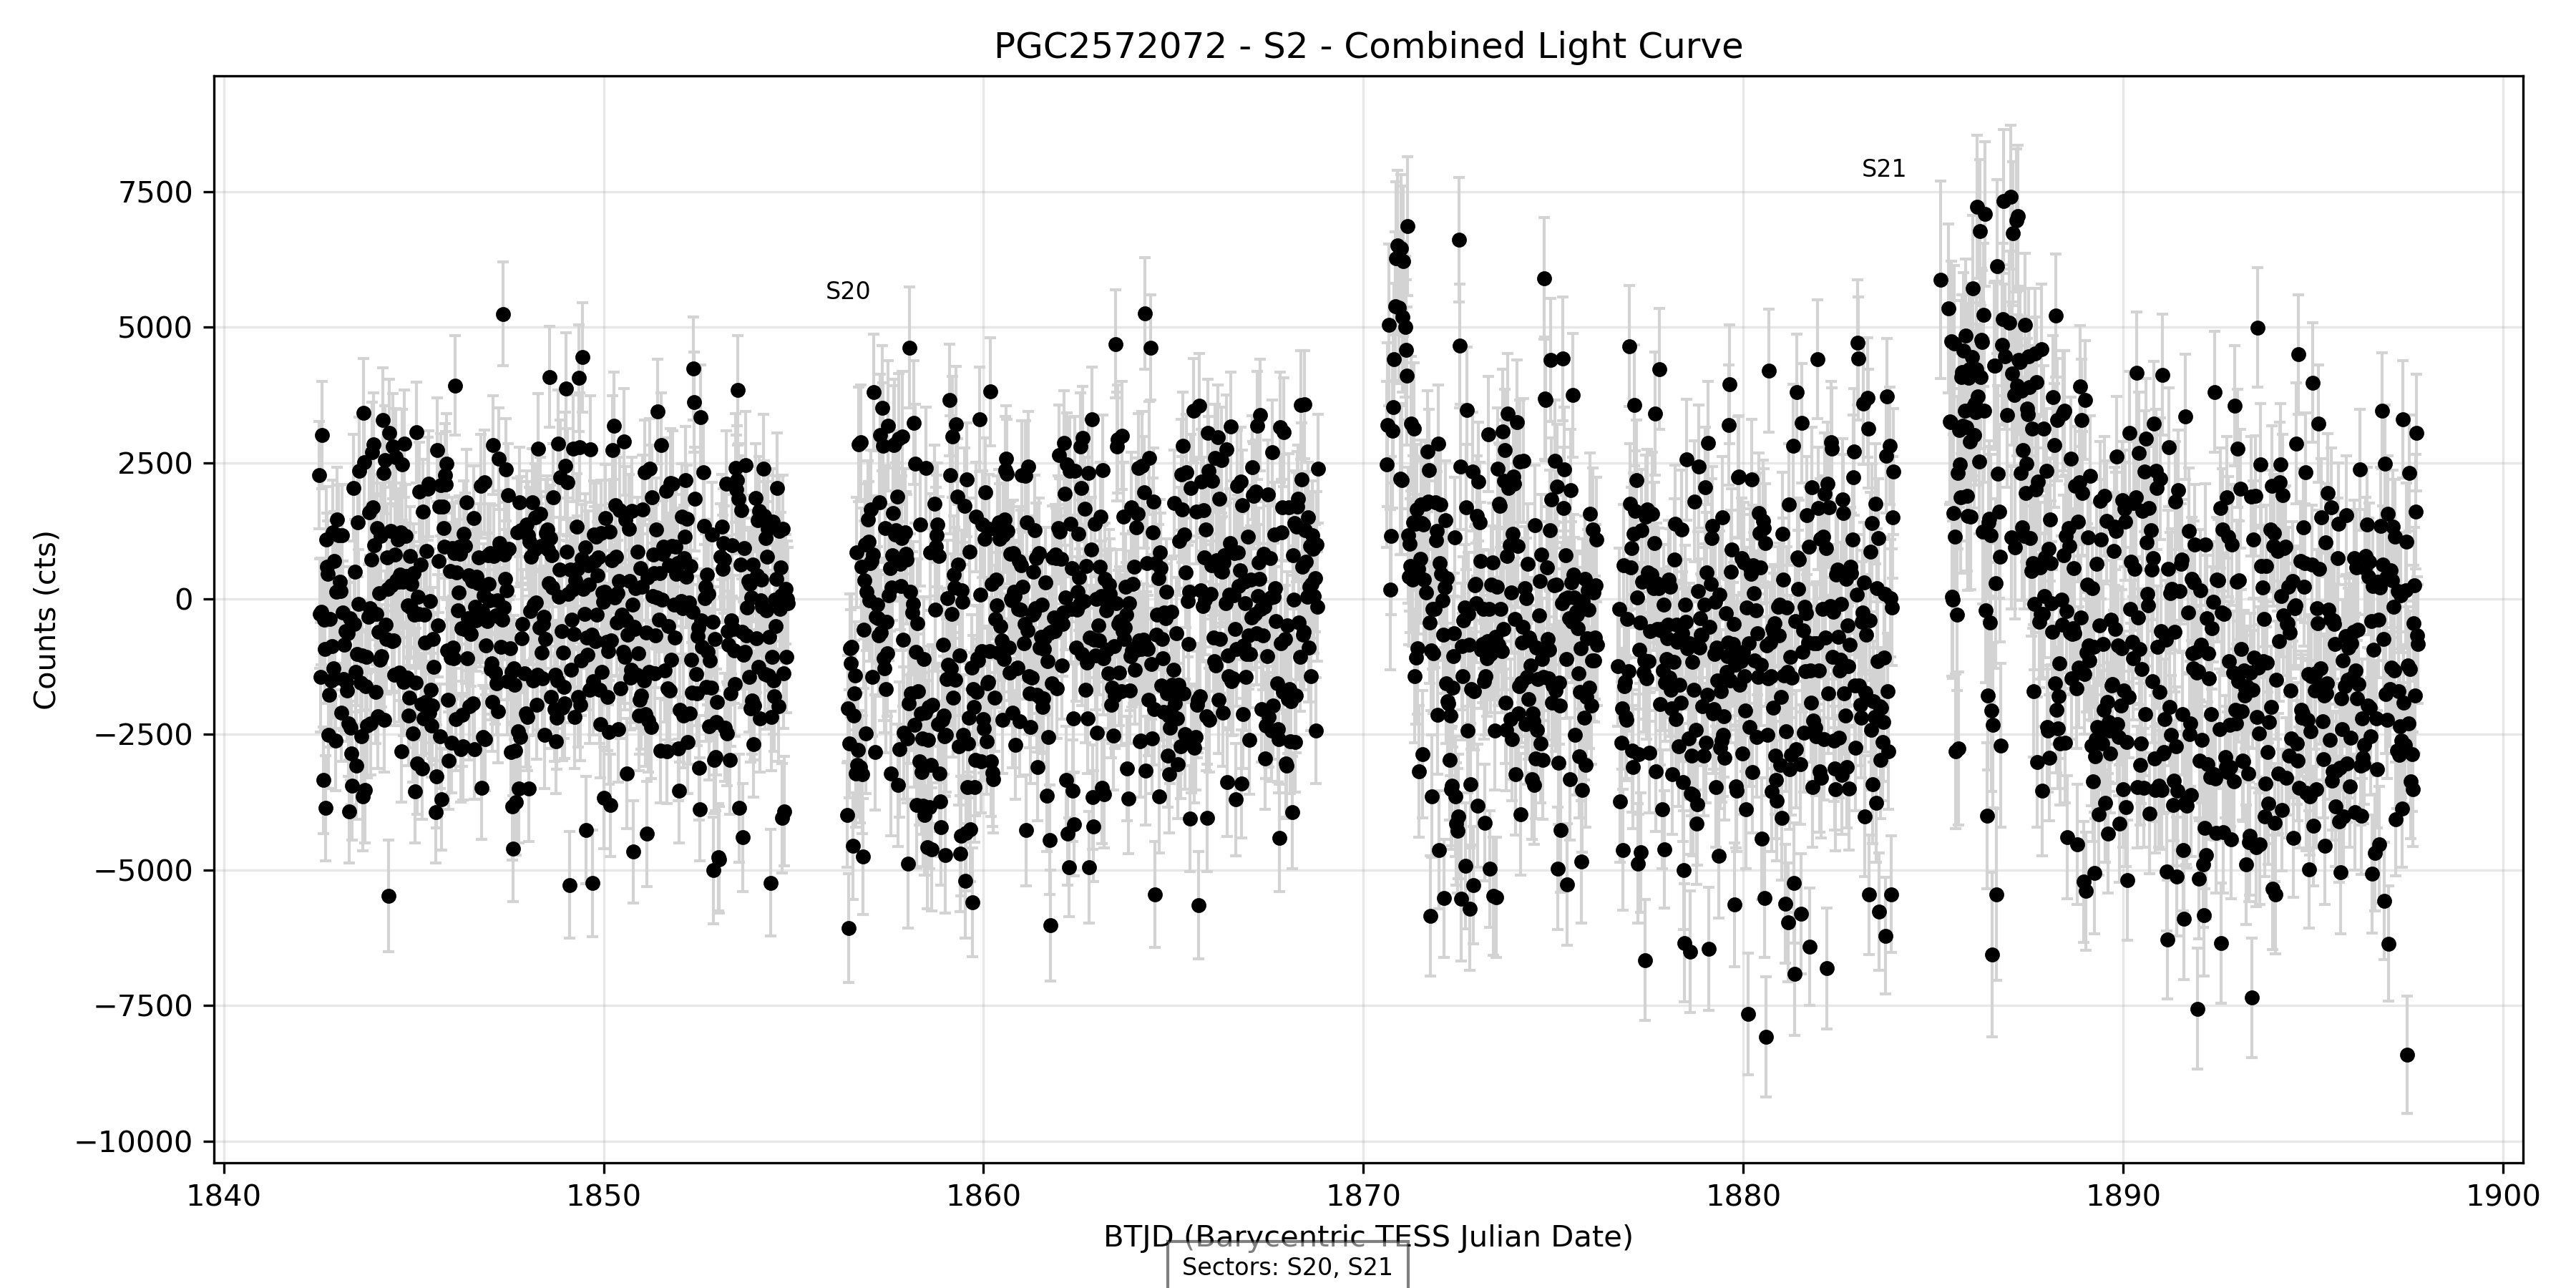 PGC2572072 - S2 - Combined Light Curve
S21
S20
Counts (cts)
7500
5000
2500
0
−2500
−5000
−7500
−10000
1840 1850 1860 1870 1880 1890 1900
BTJD (Barycentric TESS Julian Date)
Sectors: S20, S21